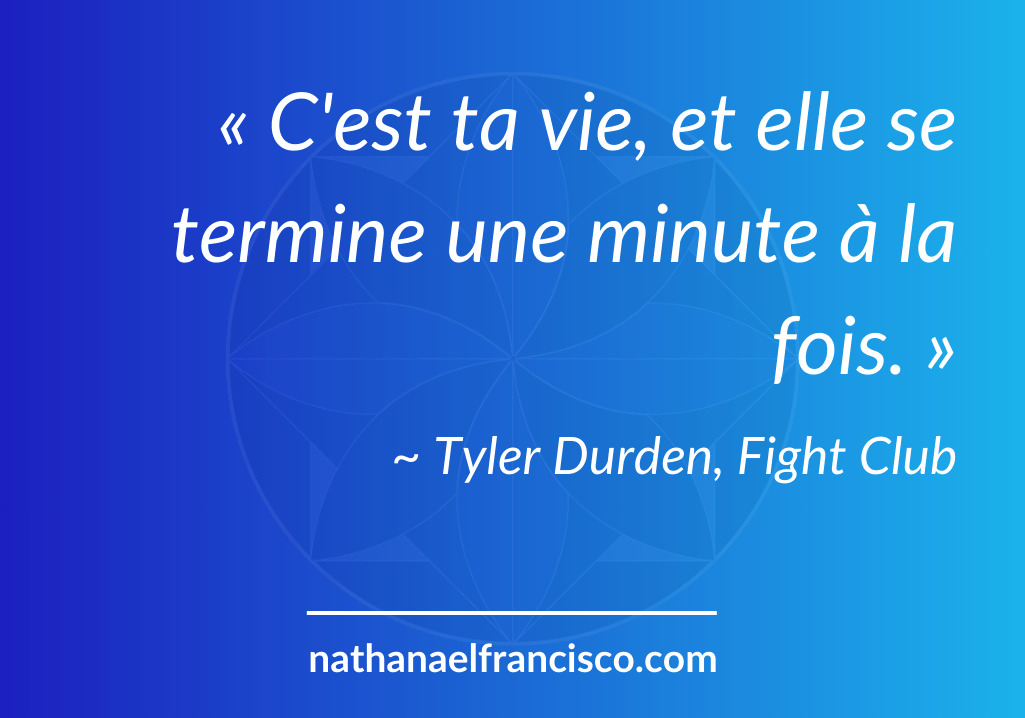 « C'est ta vie, et elle se
termine une minute à la
fois. »
~ Tyler Durden, Fight Club
nathanaelfrancisco.com